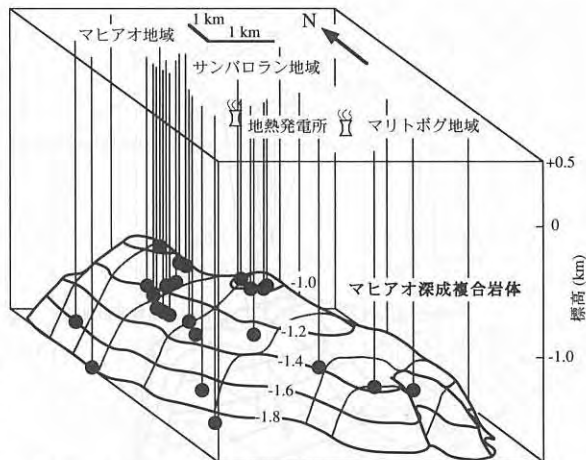 1 km
1 km
N
マヒアオ地域
サンバロラン地域
地熱発電所
マリトボグ地域
+0.5
0
-1.0
標高 (km)
マヒアオ深成複合岩体
-1.0
-1.2
-1.4
-1.6
-1.8